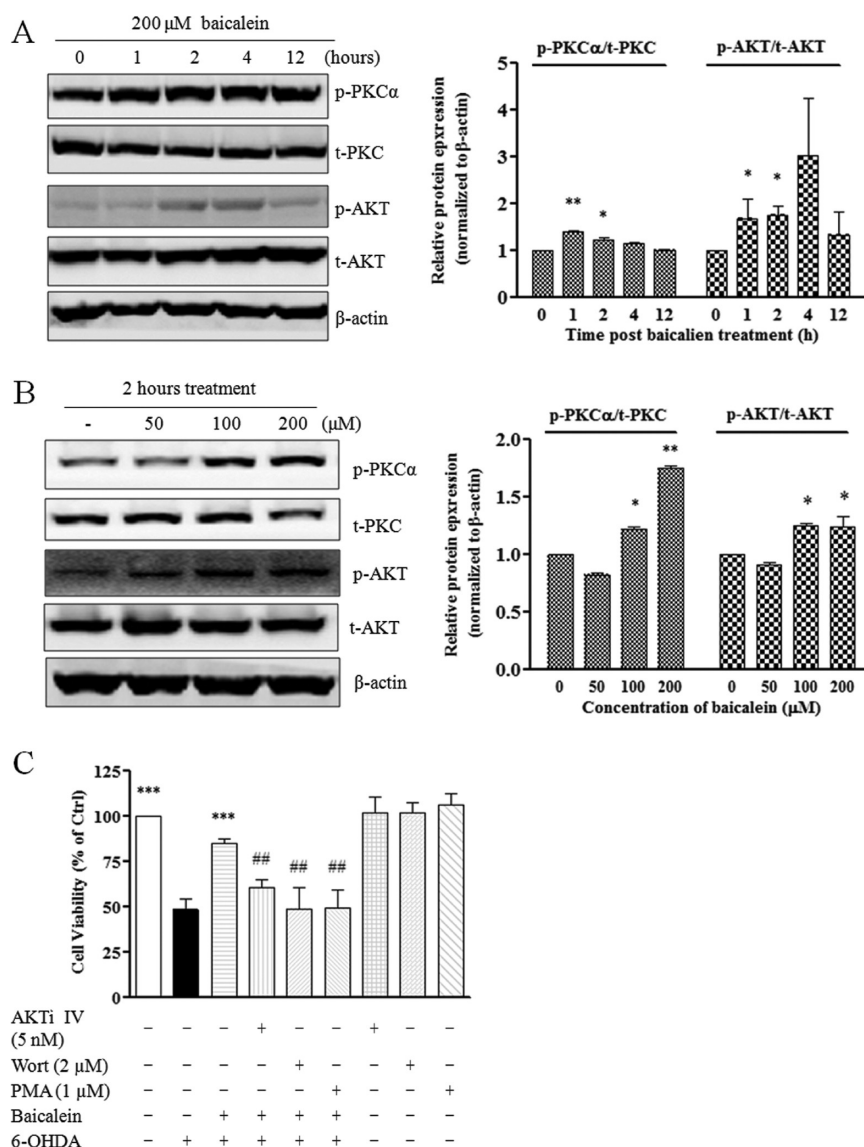 A
200 µM baicalein
0 1 2 4 12 (hours)
p-PKCα
t-PKC
p-AKT
t-AKT
β-actin
p-PKCα/t-PKC p-AKT/t-AKT
Relative protein epxression
(normalized toβ-actin)
5
4
3
2
1
0
** * * *
0 1 2 4 12 0 1 2 4 12
Time post baicalien treatment (h)
B
2 hours treatment
- 50 100 200 (µM)
p-PKCα
t-PKC
p-AKT
t-AKT
β-actin
p-PKCα/t-PKC p-AKT/t-AKT
Relative protein epxression
(normalized toβ-actin)
2.0
1.5
1.0
0.5
0.0
* ** * *
0 50 100 200 0 50 100 200
Concentration of baicalein (µM)
C
Cell Viability (% of Ctrl)
125
100
75
50
25
0
*** *** ## ## ##
AKTi IV
(5 nM) – – – + – – + – –
Wort (2 µM) – – – – + – – + –
PMA (1 µM) – – – – – + – – +
Baicalein – – + + + + – – –
6-OHDA – + + + + + – – –